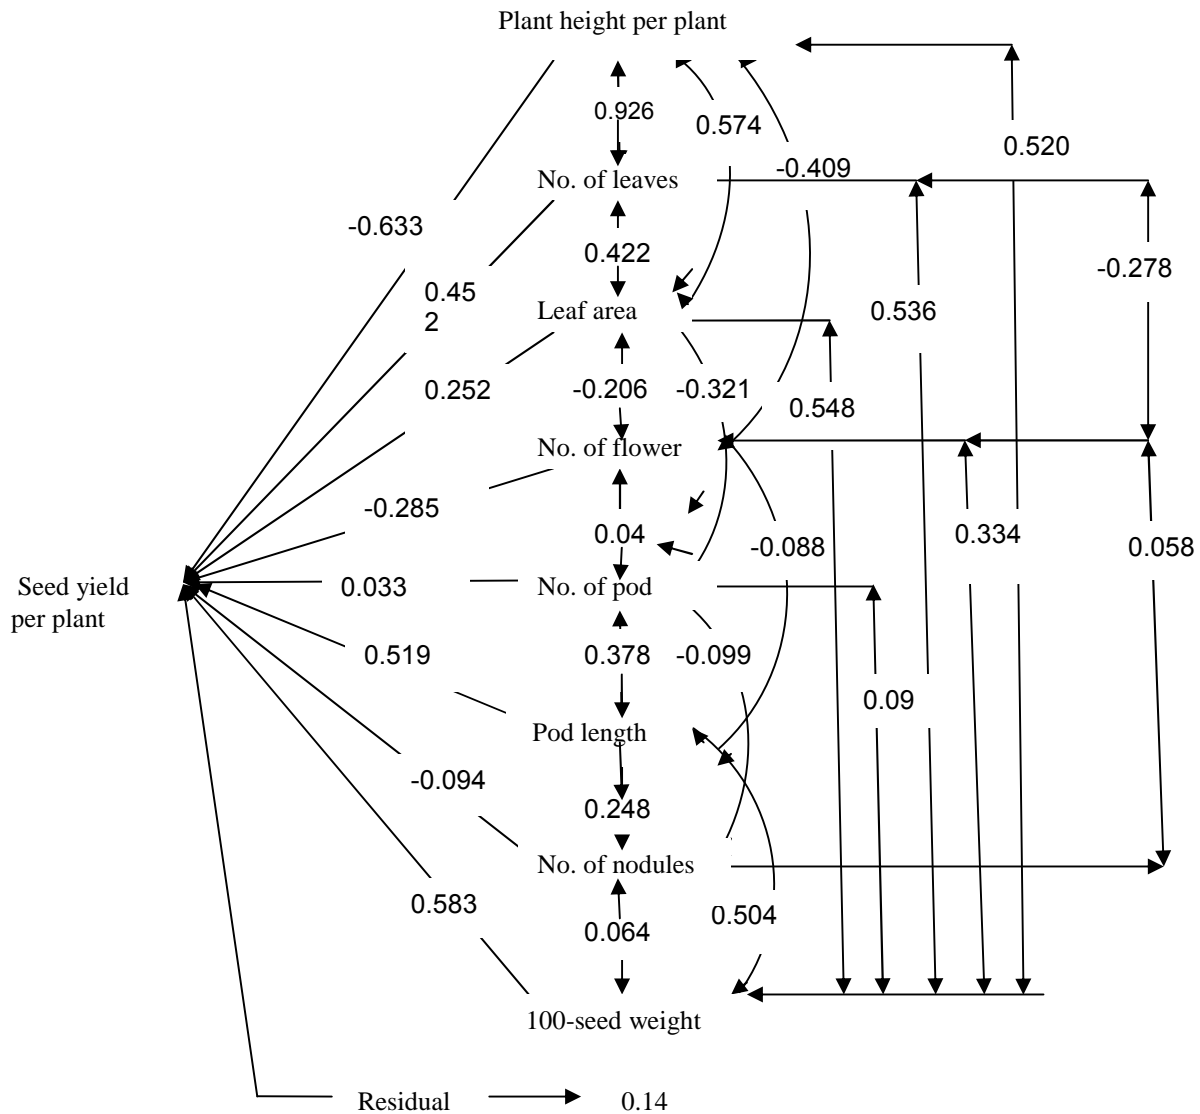 Plant height per plant
0.926
0.574
0.520
-0.409
No. of leaves
-0.633
0.422
-0.278
0.45
2
0.536
Leaf area
0.252
-0.206
-0.321
0.548
No. of flower
-0.285
0.04
-0.088
0.334
0.058
Seed yield
per plant
0.033
No. of pod
0.519
0.378
-0.099
0.09
Pod length
-0.094
0.248
No. of nodules
0.583
0.504
0.064
100-seed weight
Residual
0.14